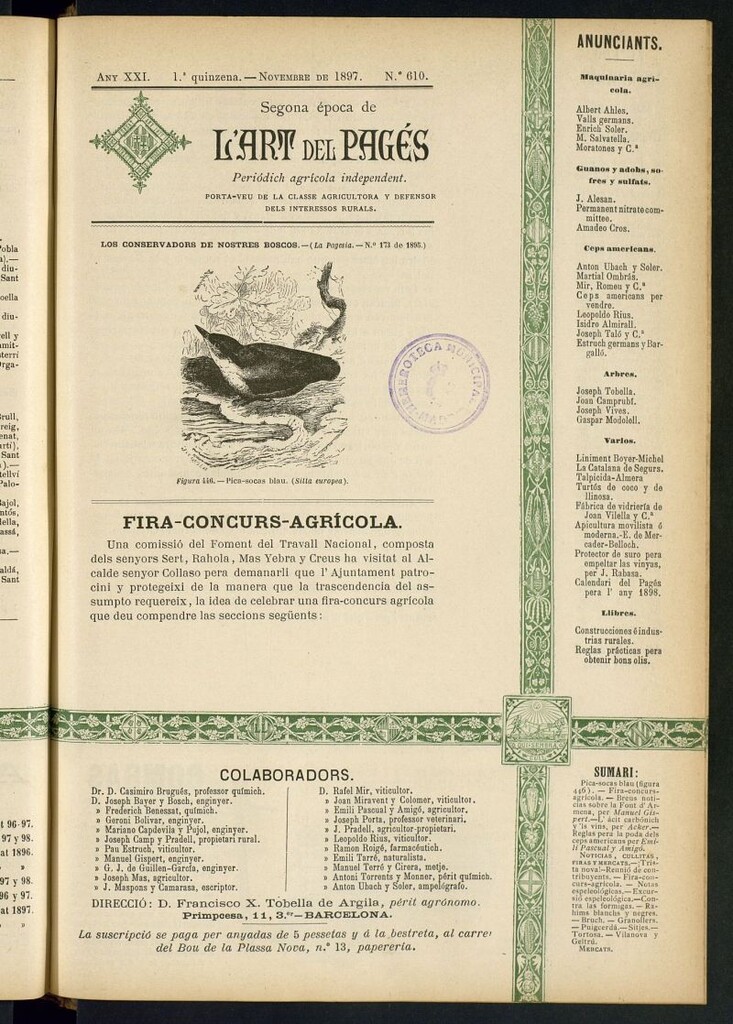 ANY XXI. 1.ª quinzena.—NOVEMBRE DE 1897. N.º 610.
Segona época de
L'ART DEL PAGÉS
Periódich agrícola independent.
PORTA-VEU DE LA CLASSE AGRICULTORA Y DEFENSOR
DELS INTERESSOS RURALS.
LOS CONSERVADORS DE NOSTRES BOSCOS.—(La Pagesia.—N.º 173 de 1895.)
HEMEROTECA MUNICIPAL
Figura 446.—Pica-socas blau. (Silta europea).
FIRA-CONCURS-AGRÍCOLA.
Una comissió del Foment del Travall Nacional, composta
dels senyors Sert, Rahola, Mas Yebra y Creus ha visitat al Al-
calde senyor Collaso pera demanarli que l' Ajuntament patro-
cini y protegeixi de la manera que la trascendencia del as-
sumpto requereix, la idea de celebrar una fira-concurs agrícola
que deu compendre las seccions següents:
ANUNCIANTS.
Maquinaria agrí-
cola.
Albert Ahles.
Valls germans.
Enrich Soler.
M. Salvatella.
Moratones y C.ª
Guanos y adobs, so-
fres y sulfats.
J. Alesan.
Permanent nitrate com-
mittee.
Amadeo Cros.
Ceps americans.
Anton Ubach y Soler.
Martial Ombrás.
Mir, Romeu y C.ª
Ceps americans per
vendre.
Leopoldo Rius.
Isidro Almirall.
Joseph Taló y C.ª
Estruch germans y Bar-
galló.
Arbres.
Joseph Tobella.
Joan Camprubí.
Joseph Vives.
Gaspar Modolell.
Varios.
Liniment Boyer-Michel
La Catalana de Segurs.
Talpicida-Almera
Turtós de coco y de
llinosa.
Fábrica de vidriería de
Joan Vilella y C.ª
Apicultura movilista ó
moderna.-E. de Mer-
cader-Belloch.
Protector de suro pera
empeltar las vinyas,
per J. Rabasa.
Calendari del Pagés
pera l' any 1898.
Llibres.
Construcciones é indus-
trias rurales.
Reglas prácticas pera
obtenir bons olis.
COLABORADORS.
Dr. D. Casimiro Brugués, professor químich.
D. Joseph Bayer y Bosch, enginyer.
» Frederich Benessat, químich.
» Geroni Bolivar, enginyer.
» Mariano Capdevila y Pujol, enginyer.
» Joseph Camp y Pradell, propietari rural.
» Pau Estruch, viticultor.
» Manuel Gispert, enginyer.
» G. J. de Guillen-García, enginyer.
» Joseph Mas, agricultor.
» J. Maspons y Camarasa, escriptor.
D. Rafel Mir, viticultor.
» Joan Miravent y Colomer, viticultor.
» Emili Pascual y Amigó, agricultor.
» Joseph Porta, professor veterinari.
» J. Pradell, agricultor-propietari.
» Leopoldo Rius, viticultor.
» Ramon Roigé, farmacéutich.
» Emili Tarré, naturalista.
» Manuel Terró y Cirera, metje.
» Antoni Torrents y Monner, périt químich.
» Anton Ubach y Soler, ampelógrafo.
DIRECCIÓ: D. Francisco X. Tobella de Argila, périt agrónomo.
Primpcesa, 11, 3.er—BARCELONA.
La suscripció se paga per anyadas de 5 pessetas y á la bestreta, al carrer
del Bou de la Plassa Nova, n.º 13, papereria.
SUMARI:
Pica-socas blau (figura
446). — Fira-concurs-
agrícola. — Breus noti-
cias sobre la Font d' Ar-
mena, per Manuel Gis-
pert.—L' ácit carbónich
y 'ls vins, per Acker.—
Reglas pera la poda dels
ceps americans per Emi-
li Pascual y Amigó.
NOTICIAS, CULLITAS,
FIRAS Y MERCATS.—¡Tris-
ta nova!—Reunió de con-
tribuyents. — Fira-con-
curs-agrícola. — Notas
espeleológicas.—Excur-
sió espeleológica.—Con-
tra las formigas. — Ra-
hims blanchs y negres.
— Bruch. — Granollers.
— Puigcerdá.—Sitjes.—
Tortosa. — Vilanova y
Geltrú.
MERCATS.